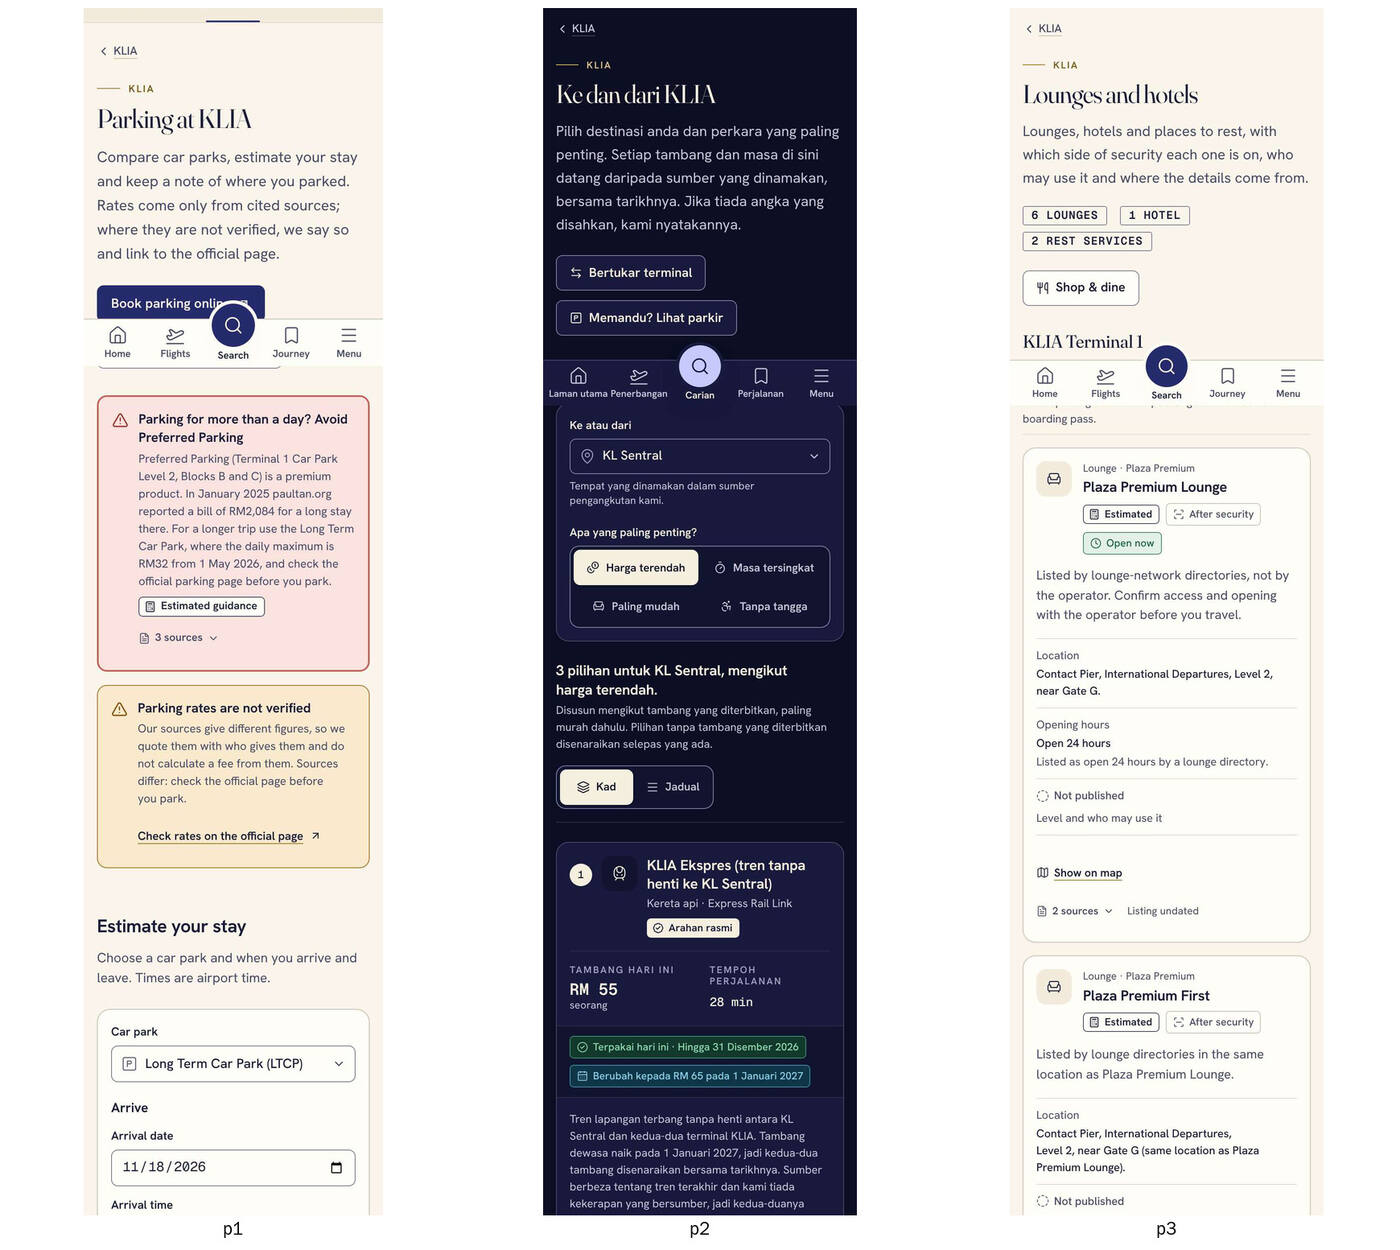 KLIA
KLIA
Parking at KLIA
Compare car parks, estimate your stay
and keep a note of where you parked.
Rates come only from cited sources;
where they are not verified, we say so
and link to the official page.
Book parking onlin
Home
Flights
Search
Journey
Menu
Parking for more than a day? Avoid
Preferred Parking
Preferred Parking (Terminal 1 Car Park
Level 2, Blocks B and C) is a premium
product. In January 2025 paultan.org
reported a bill of RM2,084 for a long stay
there. For a longer trip use the Long Term
Car Park, where the daily maximum is
RM32 from 1 May 2026, and check the
official parking page before you park.
Estimated guidance
3 sources
Parking rates are not verified
Our sources give different figures, so we
quote them with who gives them and do
not calculate a fee from them. Sources
differ: check the official page before
you park.
Check rates on the official page
Estimate your stay
Choose a car park and when you arrive and
leave. Times are airport time.
Car park
P Long Term Car Park (LTCP)
Arrive
Arrival date
11/18/2026
Arrival time
p1
KLIA
KLIA
Ke dan dari KLIA
Pilih destinasi anda dan perkara yang paling
penting. Setiap tambang dan masa di sini
datang daripada sumber yang dinamakan,
bersama tarikhnya. Jika tiada angka yang
disahkan, kami nyatakannya.
Bertukar terminal
P Memandu? Lihat parkir
Laman utama
Penerbangan
Carian
Perjalanan
Menu
Ke atau dari
KL Sentral
Tempat yang dinamakan dalam sumber
pengangkutan kami.
Apa yang paling penting?
Harga terendah
Masa tersingkat
Paling mudah
Tanpa tangga
3 pilihan untuk KL Sentral, mengikut
harga terendah.
Disusun mengikut tambang yang diterbitkan, paling
murah dahulu. Pilihan tanpa tambang yang diterbitkan
disenaraikan selepas yang ada.
Kad
Jadual
1
KLIA Ekspres (tren tanpa
henti ke KL Sentral)
Kereta api · Express Rail Link
Arahan rasmi
TAMBANG HARI INI
RM 55
seorang
TEMPOH
PERJALANAN
28 min
Terpakai hari ini · Hingga 31 Disember 2026
Berubah kepada RM 65 pada 1 Januari 2027
Tren lapangan terbang tanpa henti antara KL
Sentral dan kedua-dua terminal KLIA. Tambang
dewasa naik pada 1 Januari 2027, jadi kedua-dua
tambang disenaraikan bersama tarikhnya. Sumber
berbeza tentang tren terakhir dan kami tiada
kekerapan yang bersumber, jadi kedua-duanya
p2
KLIA
KLIA
Lounges and hotels
Lounges, hotels and places to rest, with
which side of security each one is on, who
may use it and where the details come from.
6 LOUNGES
1 HOTEL
2 REST SERVICES
Shop & dine
KLIA Terminal 1
Home
Flights
Search
Journey
Menu
boarding pass.
Lounge · Plaza Premium
Plaza Premium Lounge
Estimated
After security
Open now
Listed by lounge-network directories, not by
the operator. Confirm access and opening
with the operator before you travel.
Location
Contact Pier, International Departures, Level 2,
near Gate G.
Opening hours
Open 24 hours
Listed as open 24 hours by a lounge directory.
Not published
Level and who may use it
Show on map
2 sources
Listing undated
Lounge · Plaza Premium
Plaza Premium First
Estimated
After security
Listed by lounge directories in the same
location as Plaza Premium Lounge.
Location
Contact Pier, International Departures,
Level 2, near Gate G (same location as Plaza
Premium Lounge).
Not published
p3